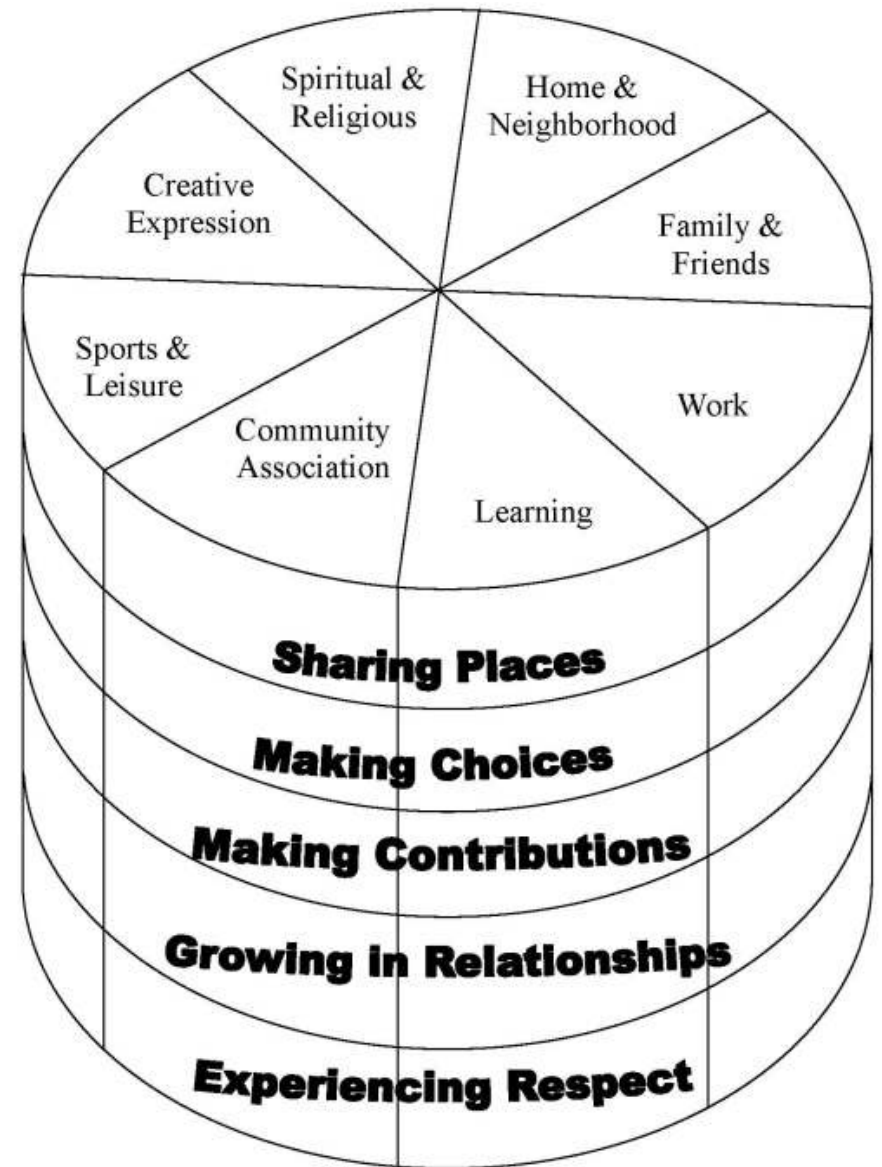 Spiritual &
Religious
Home &
Neighborhood
Creative
Expression
Family &
Friends
Sports &
Leisure
Work
Community
Association
Learning
Sharing Places
Making Choices
Making Contributions
Growing in Relationships
Experiencing Respect